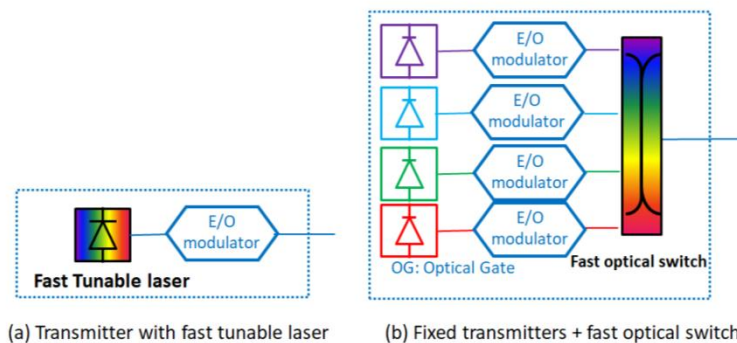 E/O
modulator
E/O
modulator
E/O
modulator
E/O
modulator
OG: Optical Gate
Fast optical switch
E/O
modulator
Fast Tunable laser
(a) Transmitter with fast tunable laser
(b) Fixed transmitters + fast optical switch